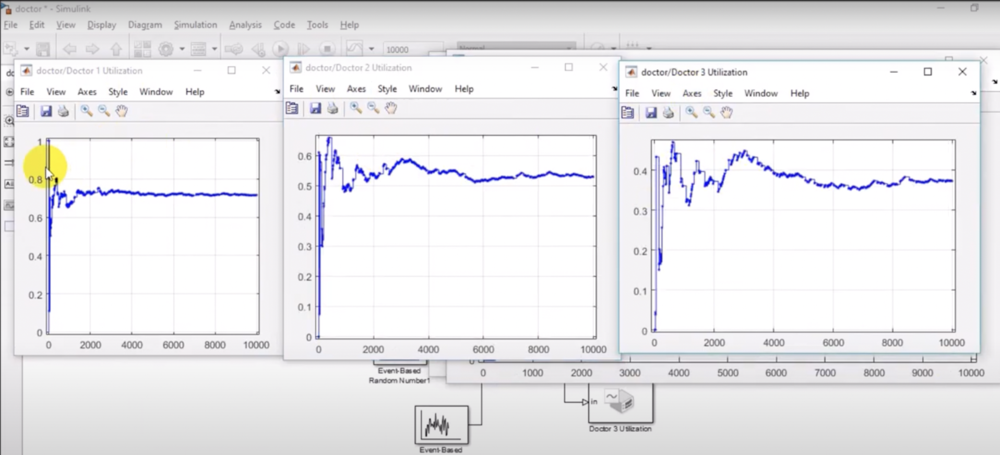 doctor * - Simulink
File Edit View Display Diagram Simulation Analysis Code Tools Help
10000 Normal
doctor/Doctor 1 Utilization
File View Axes Style Window Help
1
0.8
0.6
0.4
0.2
0
0 2000 4000 6000 8000 10000
doctor/Doctor 2 Utilization
File View Axes Style Window Help
0.6
0.5
0.4
0.3
0.2
0.1
0
0 2000 4000 6000 8000 10000
doctor/Doctor 3 Utilization
File View Axes Style Window Help
0.4
0.3
0.2
0.1
0
0 2000 4000 6000 8000 10000
0
0 1000 2000 3000 4000 5000 6000 7000 8000 9000 10000
Event-Based
Random Number1
in
Doctor 3 Utilization
Event-Based